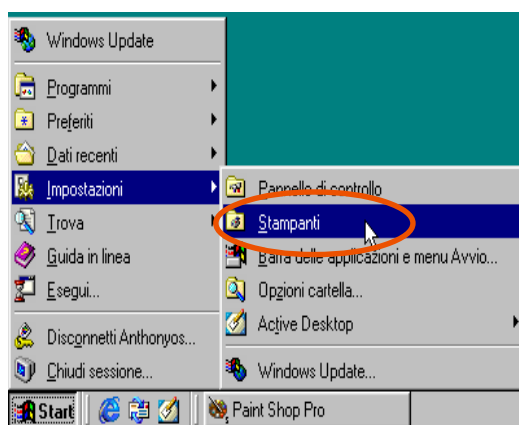 Windows Update
Programmi
Preferiti
Dati recenti
Impostazioni
Trova
Guida in linea
Esegui...
Disconnetti Anthonyos...
Chiudi sessione...
Pannello di controllo
Stampanti
Barra delle applicazioni e menu Avvio...
Opzioni cartella...
Active Desktop
Windows Update...
Start
Paint Shop Pro